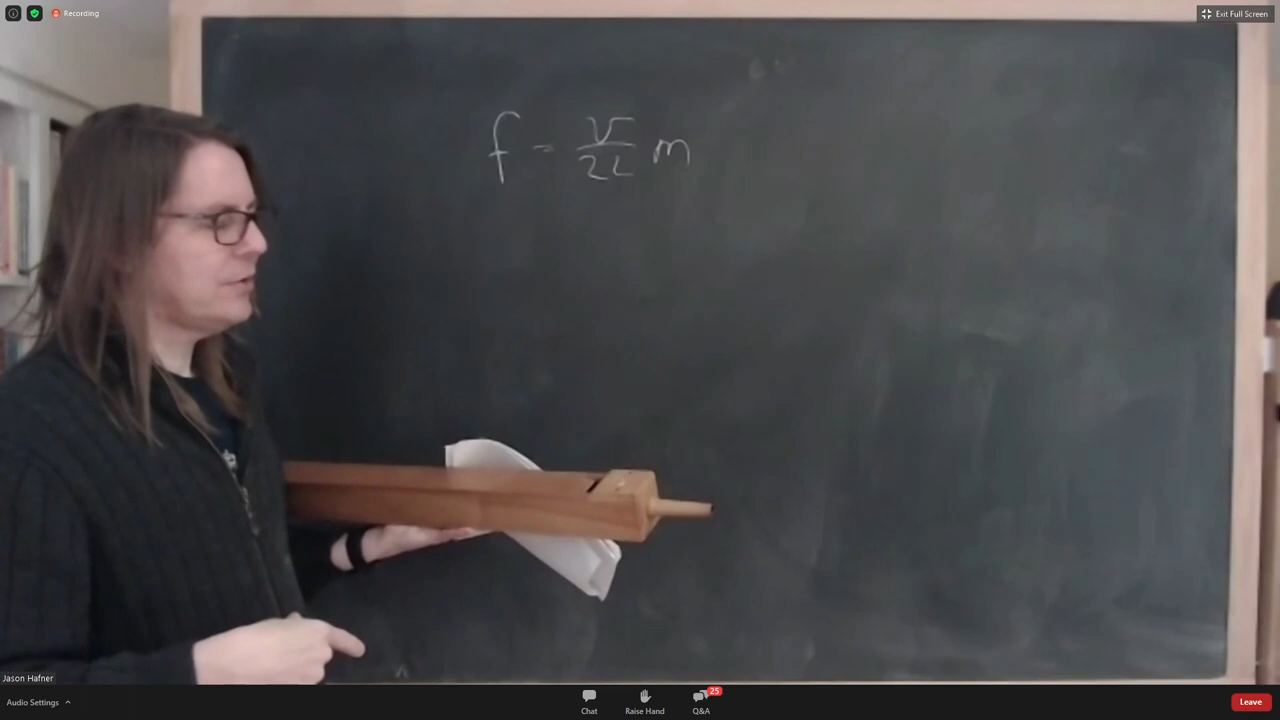 Recording
Exit Full Screen
f = v/2L m
Jason Hafner
Audio Settings
Chat
Raise Hand
25
Q&A
Leave